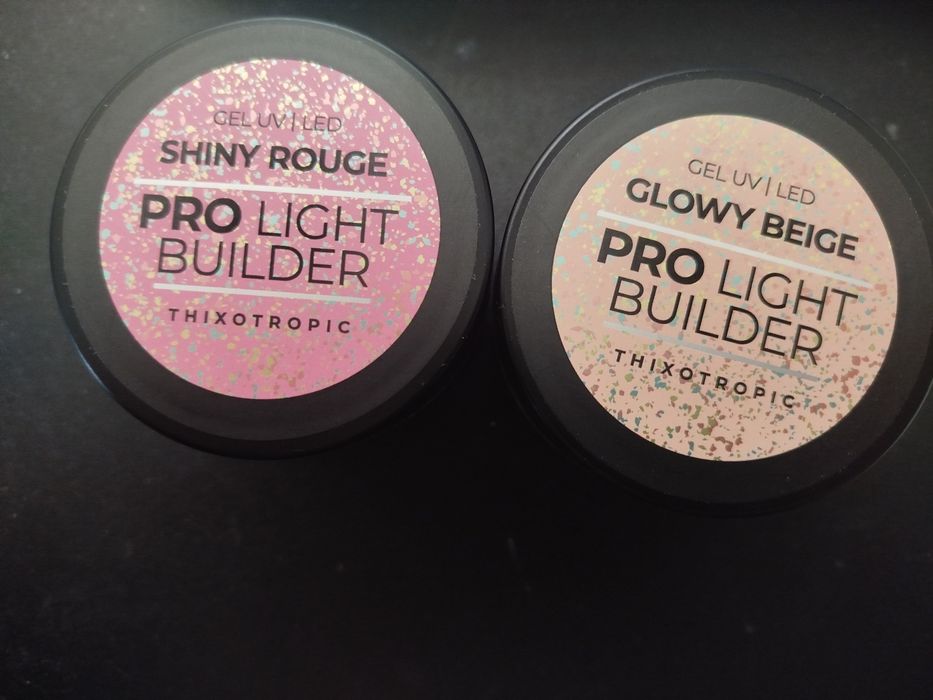 GEL UV | LED
SHINY ROUGE
PRO LIGHT
BUILDER
THIXOTROPIC
GEL UV | LED
GLOWY BEIGE
PRO LIGHT
BUILDER
THIXOTROPIC